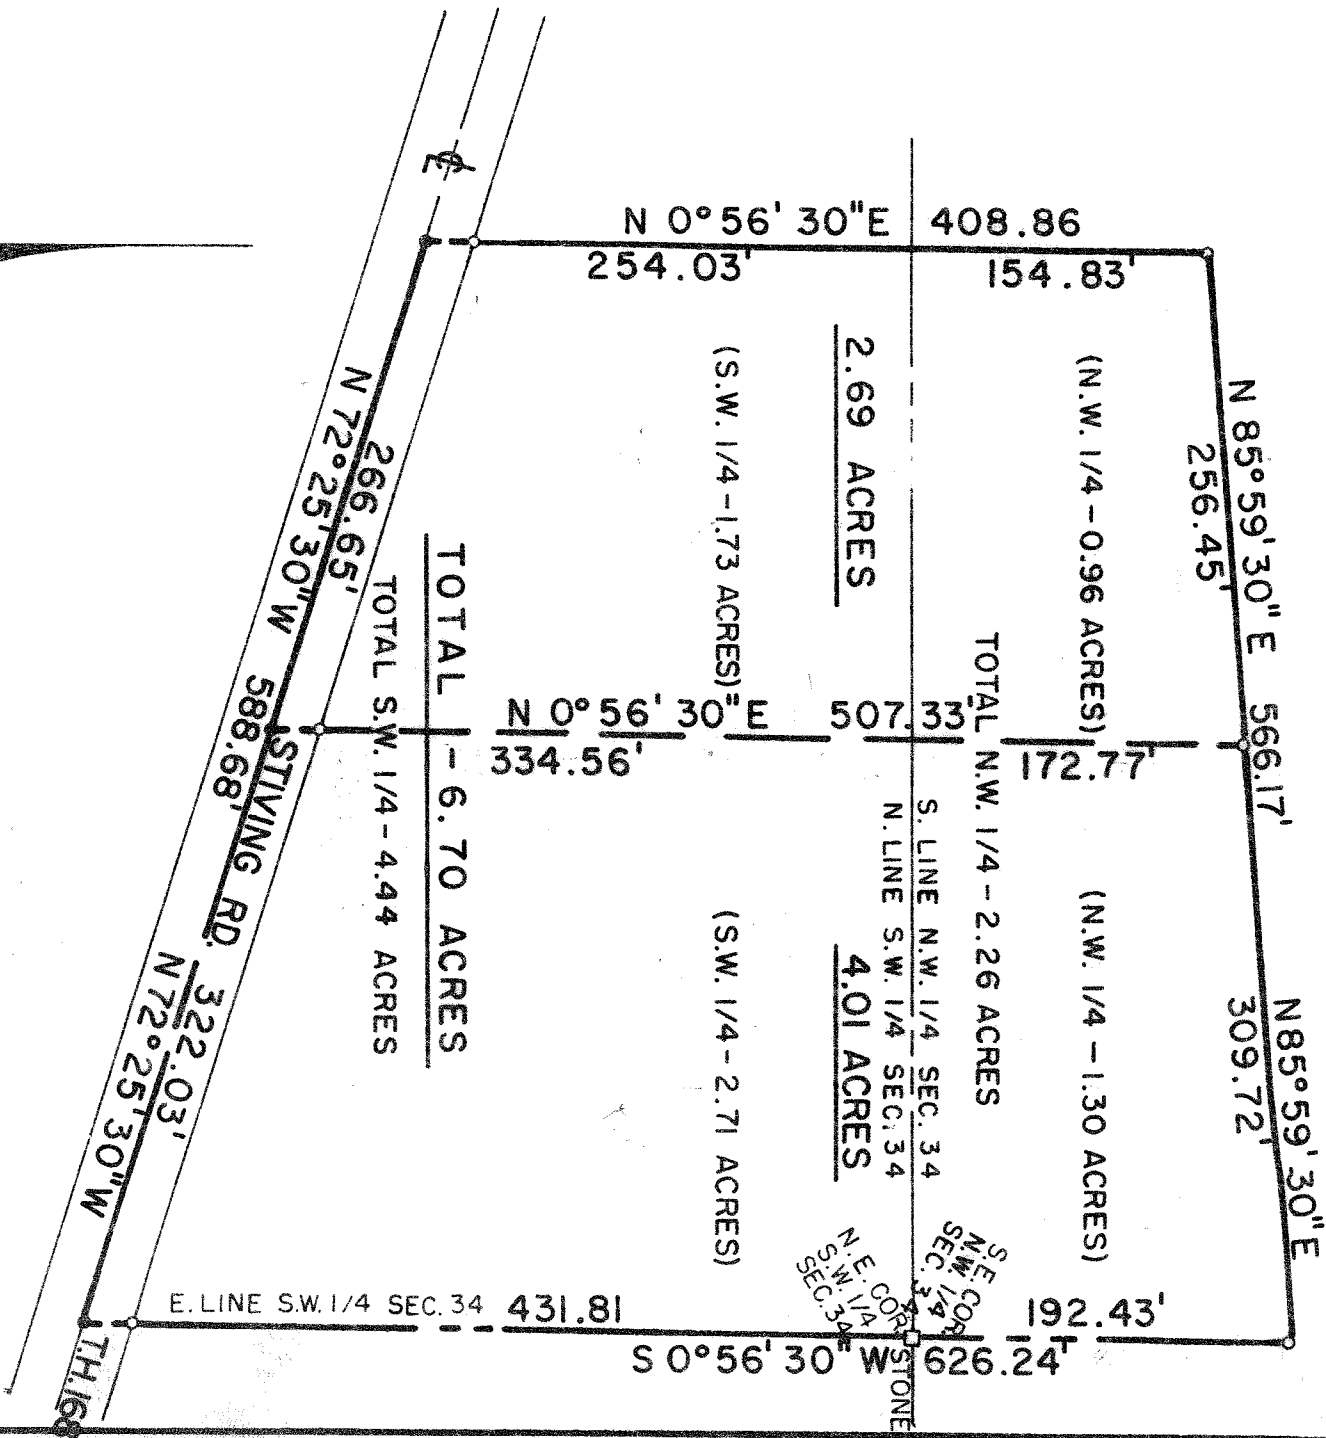 ℄
N 0°56' 30"E 408.86
254.03' 154.83'
N 85°59'30" E 566.17'
256.45'
(N.W. 1/4 - 0.96 ACRES)
2.69 ACRES
(S.W. 1/4 - 1.73 ACRES)
266.65'
N 72°25'30"W 588.68'
TOTAL - 6.70 ACRES
TOTAL S.W. 1/4 - 4.44 ACRES
N 0°56' 30"E 507.33'
334.56' 172.77'
TOTAL N.W. 1/4 - 2.26 ACRES
S. LINE N.W. 1/4 SEC. 34
N. LINE S.W. 1/4 SEC. 34
N85°59'30"E
309.72'
(N.W. 1/4 - 1.30 ACRES)
4.01 ACRES
(S.W. 1/4 - 2.71 ACRES)
STIVING RD. 322.03'
N 72°25'30"W
S.E. COR.
N.W. 1/4
SEC. 34
N. E. COR.
S.W. 1/4
SEC. 34
STONE
E. LINE S.W. 1/4 SEC. 34 431.81 192.43'
S 0°56' 30" W 626.24'
T.H.168